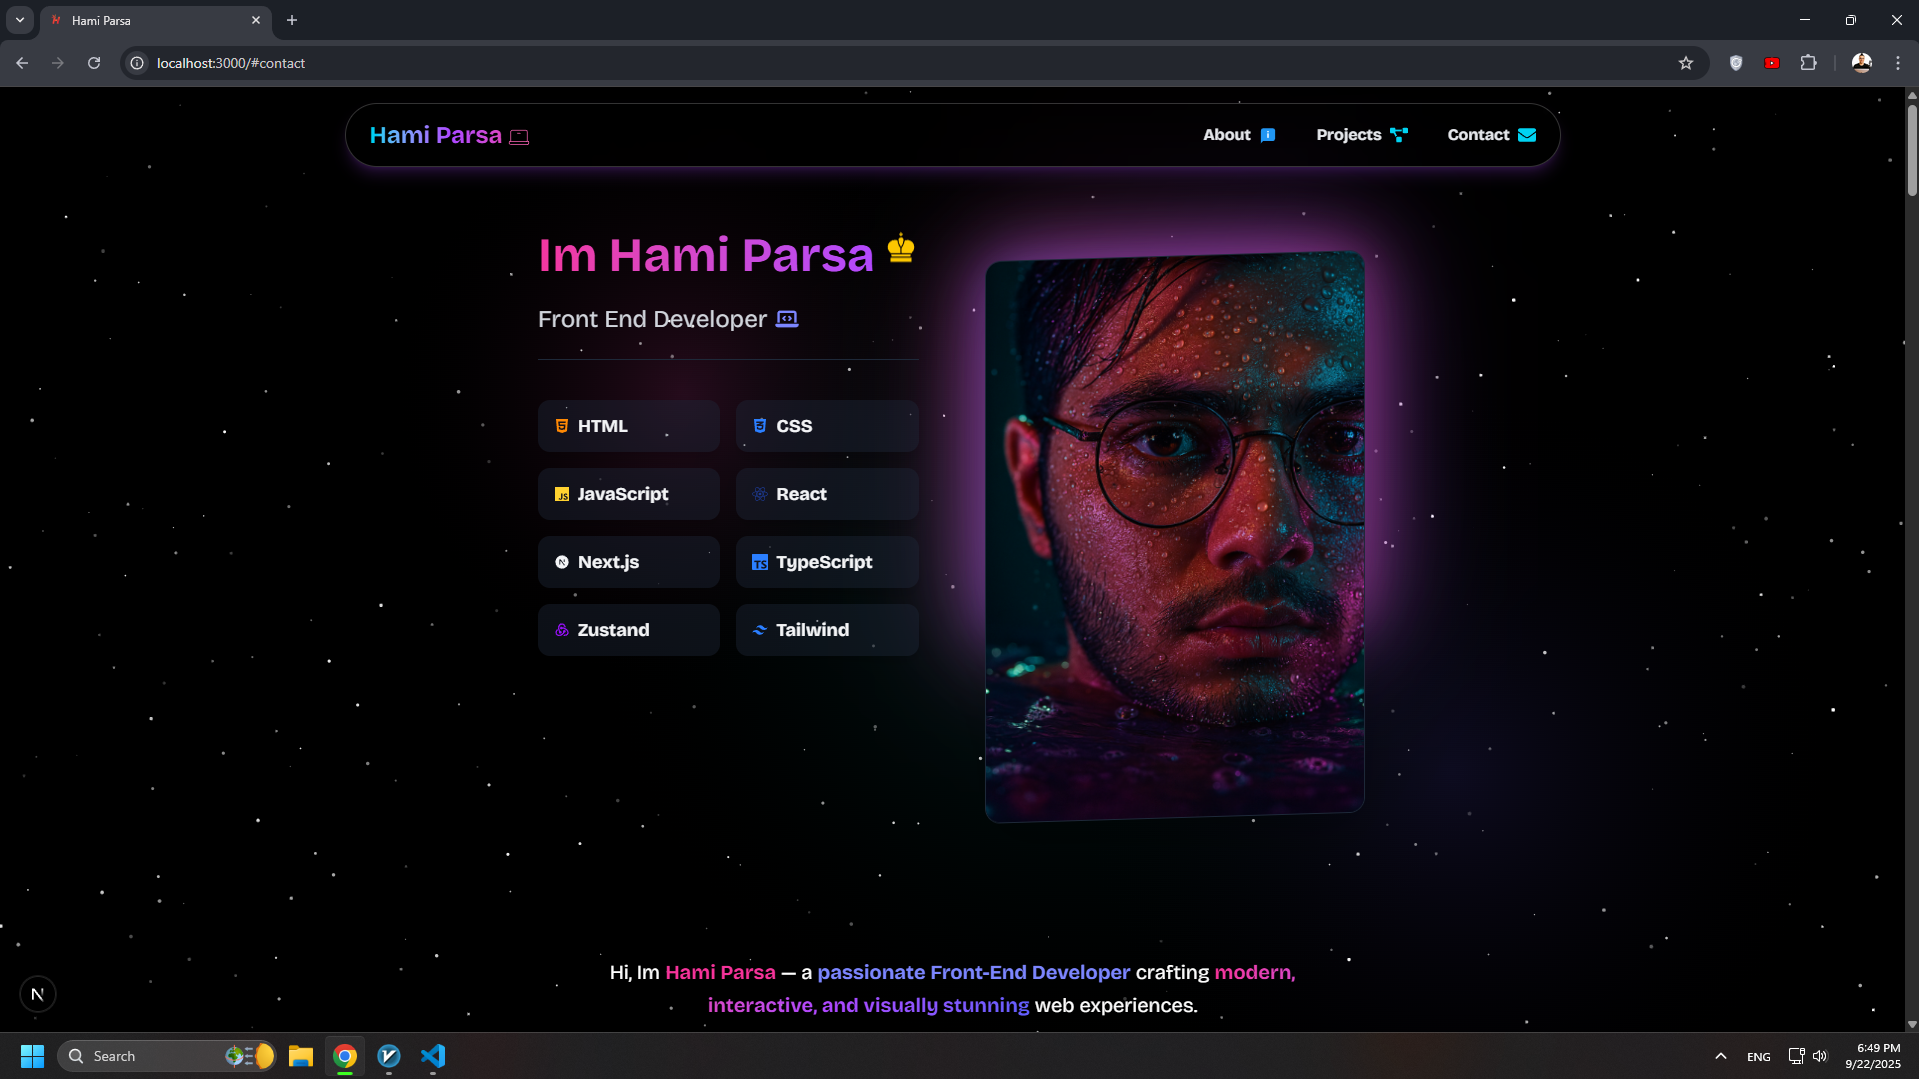 Hami Parsa
localhost:3000/#contact
Hami Parsa
About
Projects
Contact
Im Hami Parsa
Front End Developer
HTML
CSS
JavaScript
React
Next.js
TypeScript
Zustand
Tailwind
Hi, Im Hami Parsa — a passionate Front-End Developer crafting modern,
interactive, and visually stunning web experiences.
N
Search
ENG
6:49 PM
9/22/2025